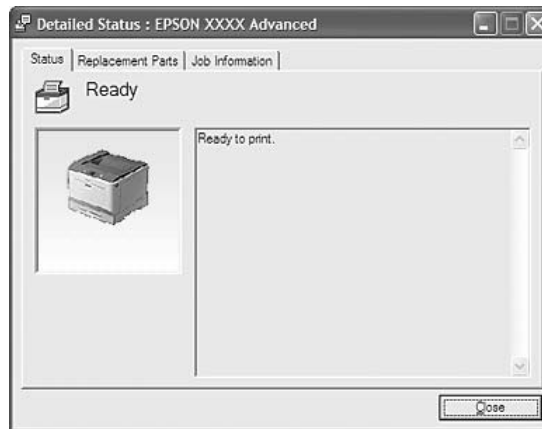 Detailed Status : EPSON XXXX Advanced
Status Replacement Parts Job Information
Ready
Ready to print.
Close